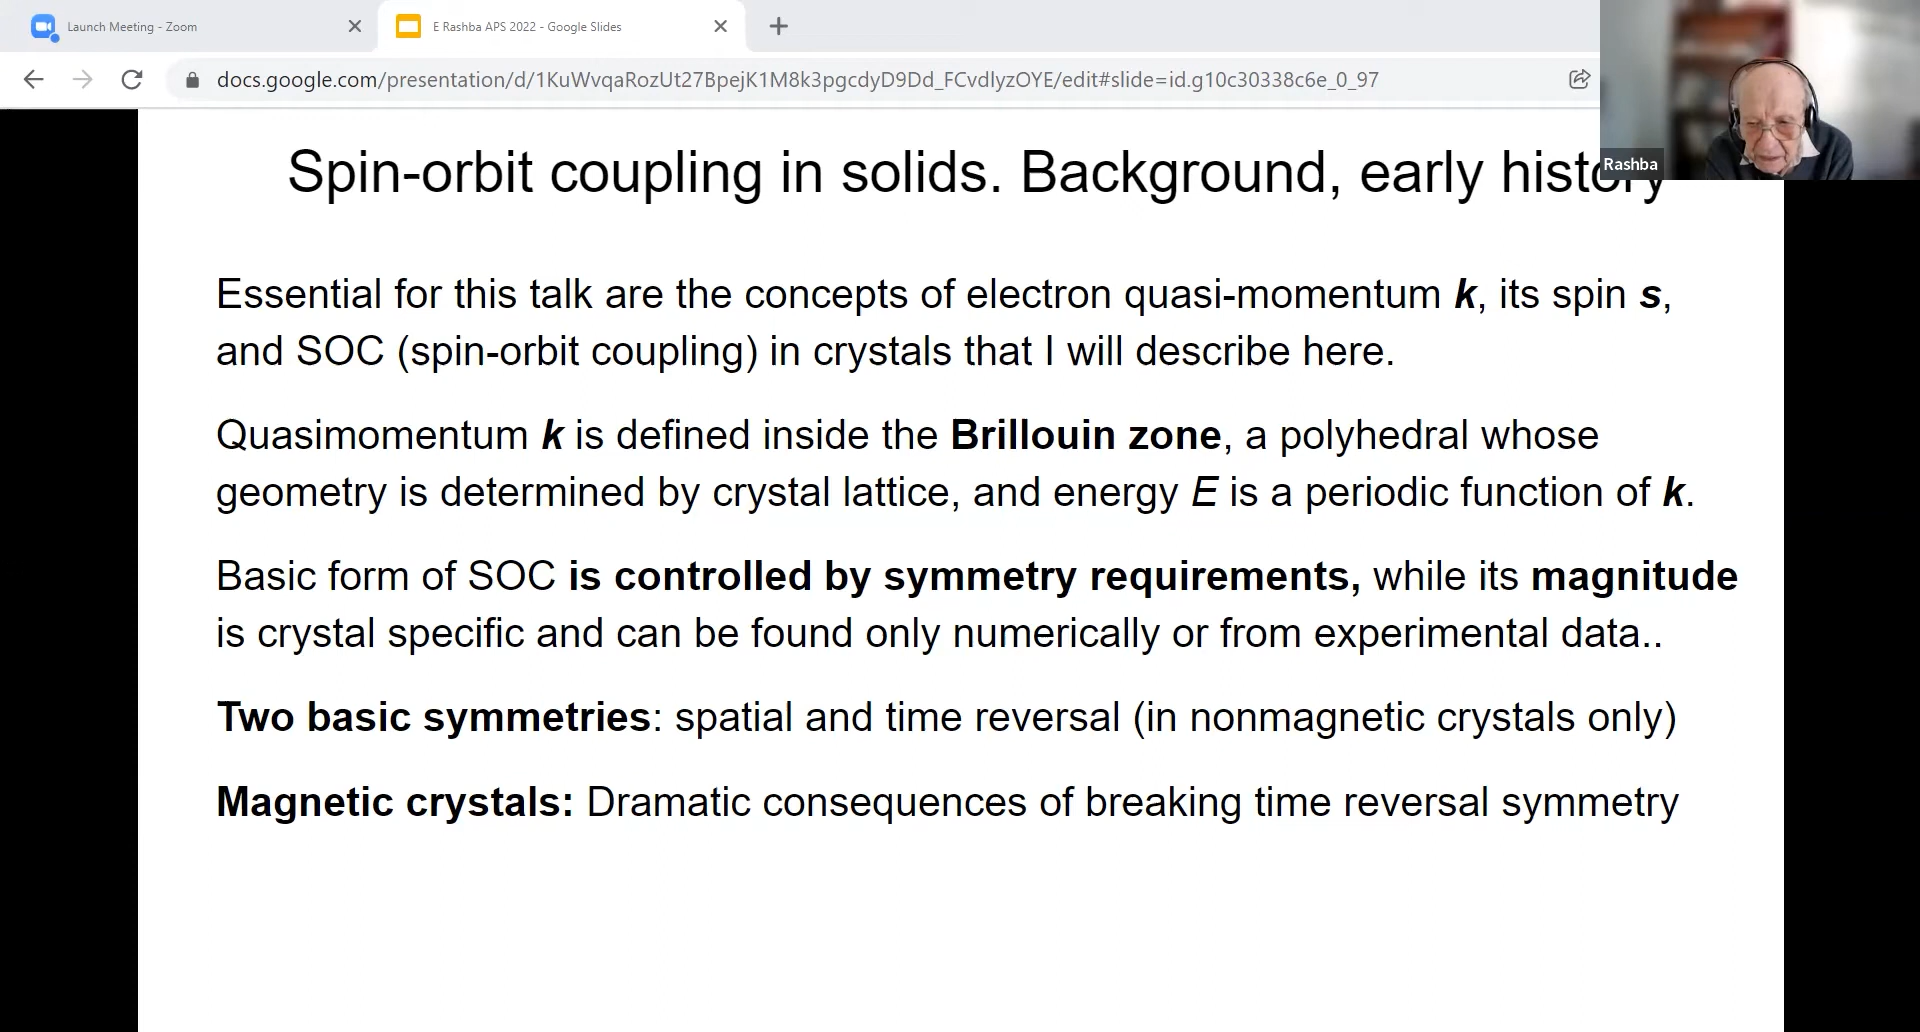 Launch Meeting - Zoom
E Rashba APS 2022 - Google Slides
docs.google.com/presentation/d/1KuWvqaRozUt27BpejK1M8k3pgcdyD9Dd_FCvdlyzOYE/edit#slide=id.g10c30338c6e_0_97
Rashba
Spin-orbit coupling in solids. Background, early history
Essential for this talk are the concepts of electron quasi-momentum k, its spin s,
and SOC (spin-orbit coupling) in crystals that I will describe here.
Quasimomentum k is defined inside the Brillouin zone, a polyhedral whose
geometry is determined by crystal lattice, and energy E is a periodic function of k.
Basic form of SOC is controlled by symmetry requirements, while its magnitude
is crystal specific and can be found only numerically or from experimental data..
Two basic symmetries: spatial and time reversal (in nonmagnetic crystals only)
Magnetic crystals: Dramatic consequences of breaking time reversal symmetry